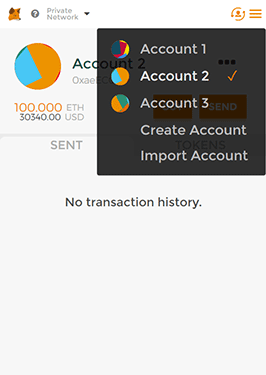 Private
Network
Account 1
Account 2
Account 2
Account 3
0xaeEC
100.000 ETH
30340.00 USD
SEND
Create Account
Import Account
SENT
TOKENS
No transaction history.